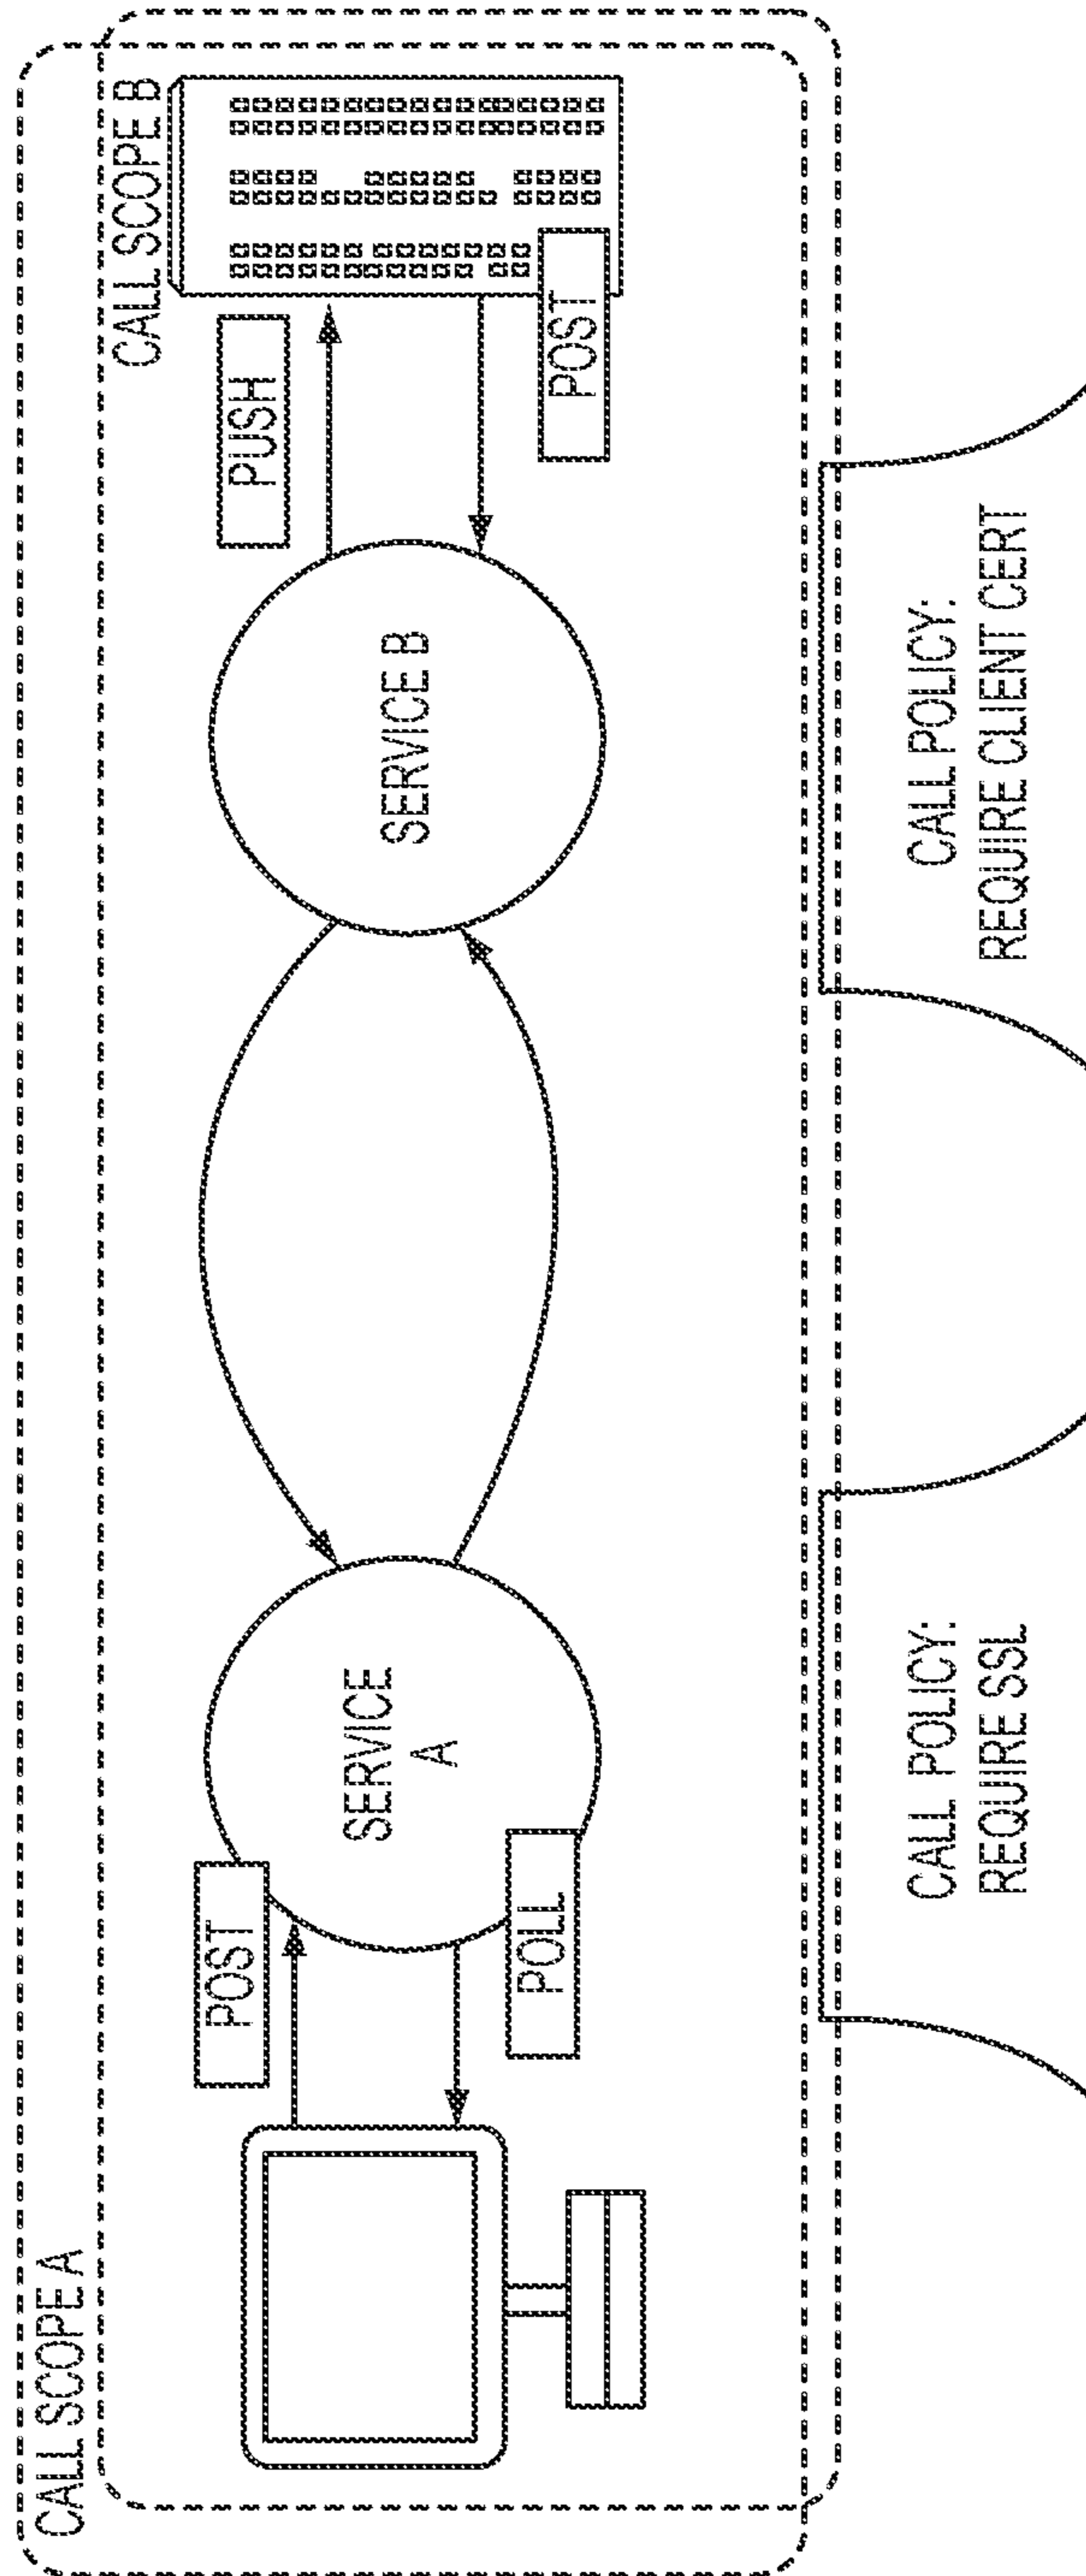 CALL SCOPE A
CALL SCOPE B
POST
SERVICE
A
POLL
SERVICE B
PUSH
POST
CALL POLICY:
REQUIRE SSL
CALL POLICY:
REQUIRE CLIENT CERT